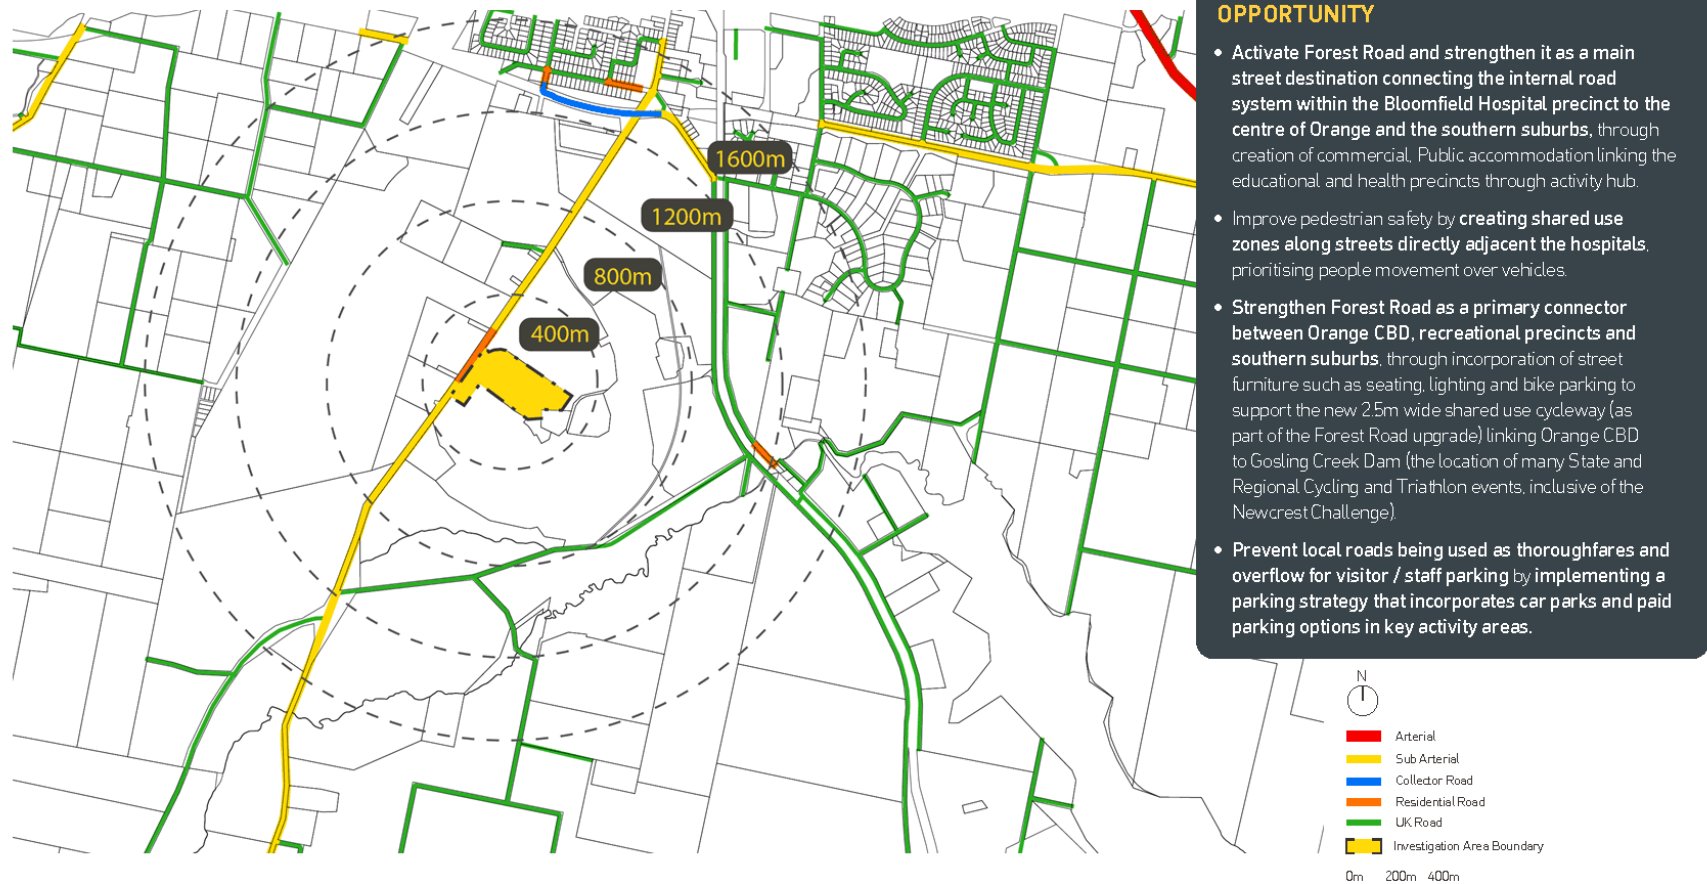 OPPORTUNITY
• Activate Forest Road and strengthen it as a main
street destination connecting the internal road
system within the Bloomfield Hospital precinct to the
centre of Orange and the southern suburbs, through
creation of commercial, Public accommodation linking the
educational and health precincts through activity hub.
• Improve pedestrian safety by creating shared use
zones along streets directly adjacent the hospitals,
prioritising people movement over vehicles.
• Strengthen Forest Road as a primary connector
between Orange CBD, recreational precincts and
southern suburbs, through incorporation of street
furniture such as seating, lighting and bike parking to
support the new 2.5m wide shared use cycleway (as
part of the Forest Road upgrade) linking Orange CBD
to Gosling Creek Dam (the location of many State and
Regional Cycling and Triathlon events, inclusive of the
Newcrest Challenge).
• Prevent local roads being used as thoroughfares and
overflow for visitor / staff parking by implementing a
parking strategy that incorporates car parks and paid
parking options in key activity areas.
1600m
1200m
800m
400m
N
Arterial
Sub Arterial
Collector Road
Residential Road
UK Road
Investigation Area Boundary
0m 200m 400m